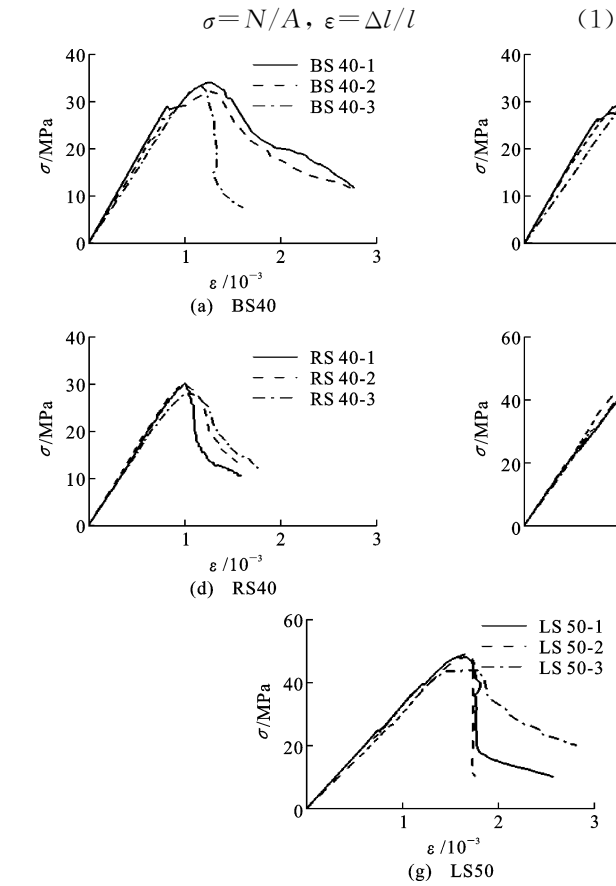 σ=N/A, ε=Δl/l (1)
40
30
20
10
0
σ/MPa
BS 40-1
BS 40-2
BS 40-3
1 2 3
ε/10⁻³
(a) BS40
40
30
20
10
0
σ/MPa
40
30
20
10
0
σ/MPa
RS 40-1
RS 40-2
RS 40-3
1 2 3
ε/10⁻³
(d) RS40
60
40
20
0
σ/MPa
60
40
20
0
σ/MPa
LS 50-1
LS 50-2
LS 50-3
1 2 3
ε/10⁻³
(g) LS50